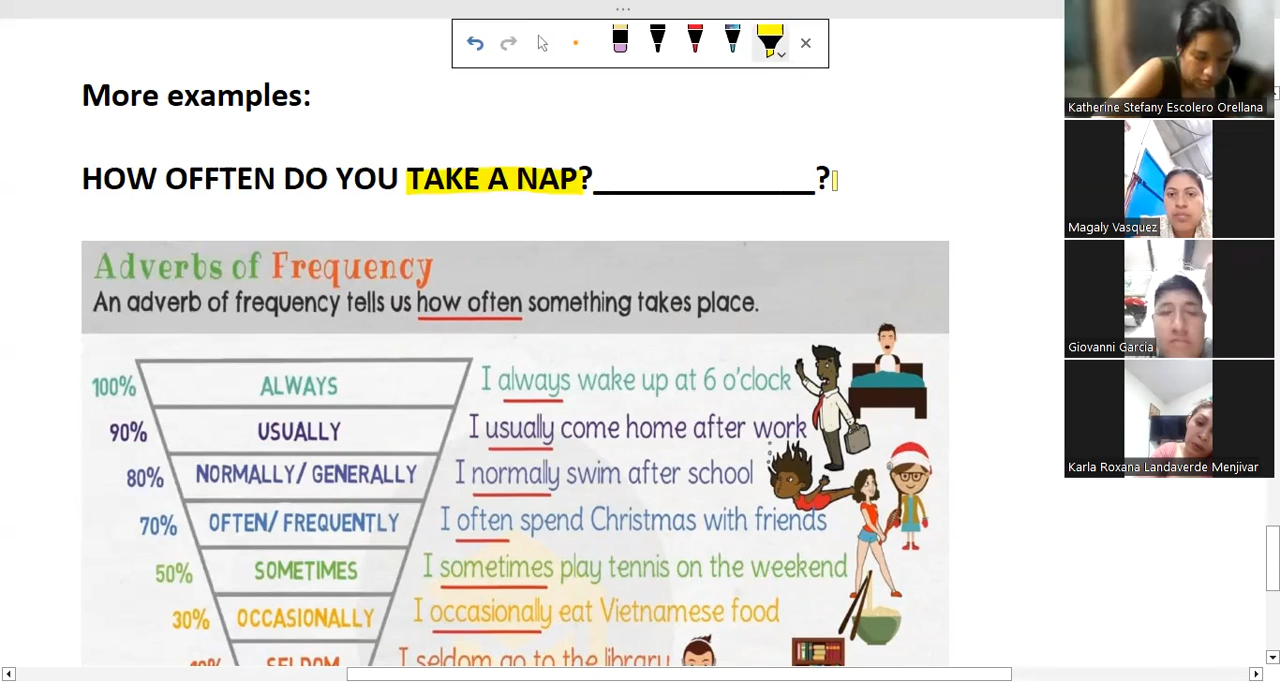 More examples:
HOW OFFTEN DO YOU TAKE A NAP?_______________?
Adverbs of Frequency
An adverb of frequency tells us how often something takes place.
100% ALWAYS I always wake up at 6 o'clock
90% USUALLY I usually come home after work
80% NORMALLY/ GENERALLY I normally swim after school
70% OFTEN/ FREQUENTLY I often spend Christmas with friends
50% SOMETIMES I sometimes play tennis on the weekend
30% OCCASIONALLY I occasionally eat Vietnamese food
10% SELDOM I seldom go to the library
Katherine Stefany Escolero Orellana
Magaly Vasquez
Giovanni Garcia
Karla Roxana Landaverde Menjivar